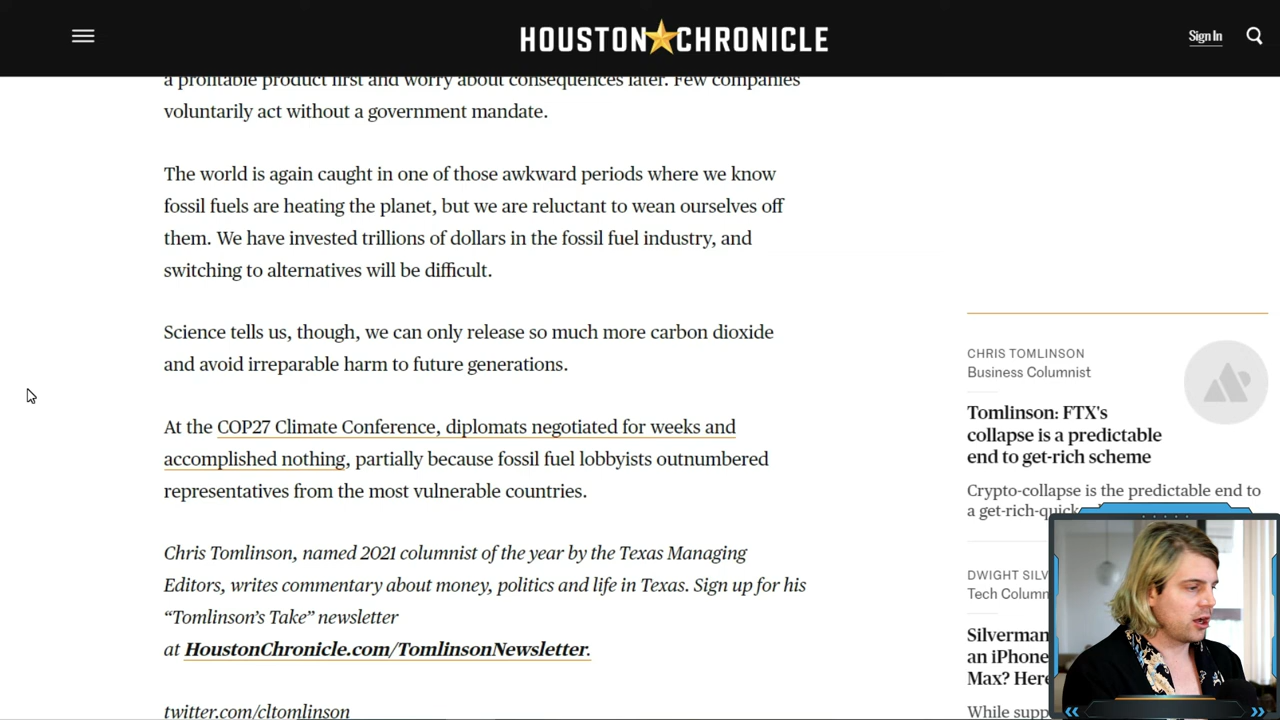 HOUSTON CHRONICLE
Sign In
a profitable product first and worry about consequences later. Few companies
voluntarily act without a government mandate.
The world is again caught in one of those awkward periods where we know
fossil fuels are heating the planet, but we are reluctant to wean ourselves off
them. We have invested trillions of dollars in the fossil fuel industry, and
switching to alternatives will be difficult.
Science tells us, though, we can only release so much more carbon dioxide
and avoid irreparable harm to future generations.
At the COP27 Climate Conference, diplomats negotiated for weeks and
accomplished nothing, partially because fossil fuel lobbyists outnumbered
representatives from the most vulnerable countries.
Chris Tomlinson, named 2021 columnist of the year by the Texas Managing
Editors, writes commentary about money, politics and life in Texas. Sign up for his
“Tomlinson’s Take” newsletter
at HoustonChronicle.com/TomlinsonNewsletter.
twitter.com/cltomlinson
CHRIS TOMLINSON
Business Columnist
Tomlinson: FTX's
collapse is a predictable
end to get-rich scheme
Crypto-collapse is the predictable end to
a get-rich-quick
DWIGHT SILV
Tech Column
Silverman
an iPhone
Max? Here
While supp